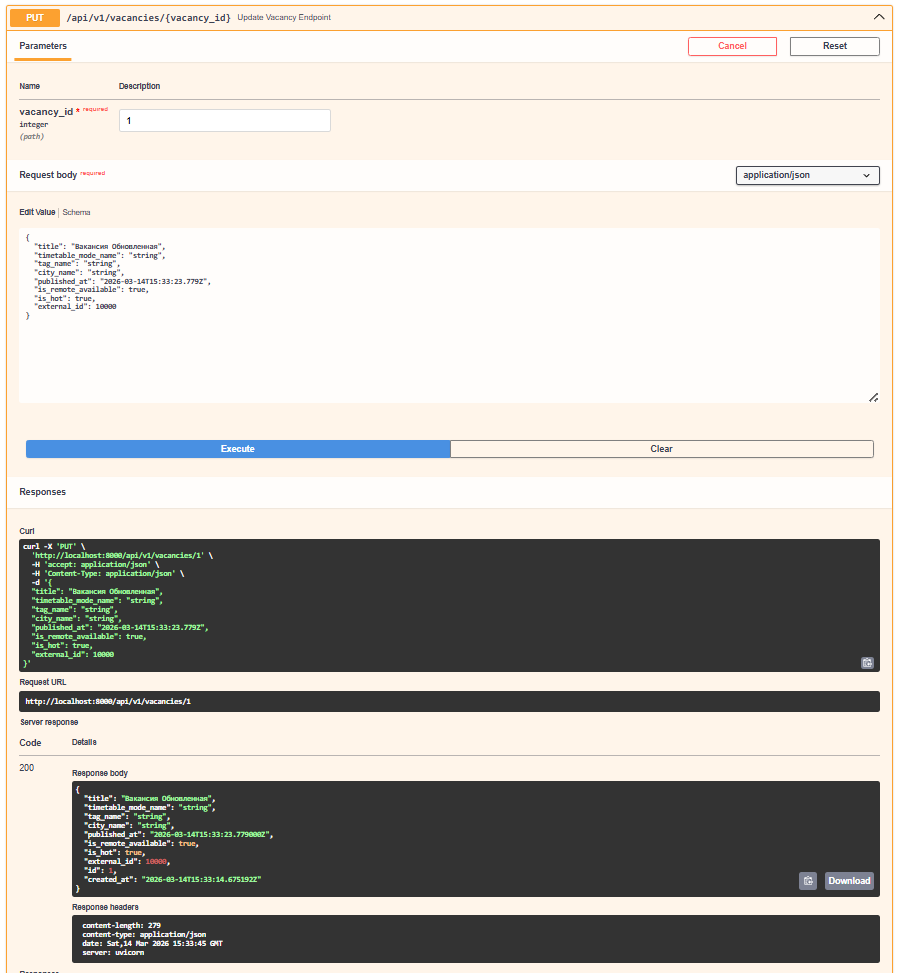 PUT /api/v1/vacancies/{vacancy_id} Update Vacancy Endpoint
Parameters
Cancel
Reset
Name Description
vacancy_id * required
integer
(path)
1
Request body required
application/json
Edit Value | Schema
{
  "title": "Вакансия Обновленная",
  "timetable_mode_name": "string",
  "tag_name": "string",
  "city_name": "string",
  "published_at": "2026-03-14T15:33:23.779Z",
  "is_remote_available": true,
  "is_hot": true,
  "external_id": 10000
}
Execute
Clear
Responses
Curl
curl -X 'PUT' \
  'http://localhost:8000/api/v1/vacancies/1' \
  -H 'accept: application/json' \
  -H 'Content-Type: application/json' \
  -d '{
  "title": "Вакансия Обновленная",
  "timetable_mode_name": "string",
  "tag_name": "string",
  "city_name": "string",
  "published_at": "2026-03-14T15:33:23.779Z",
  "is_remote_available": true,
  "is_hot": true,
  "external_id": 10000
}'
Request URL
http://localhost:8000/api/v1/vacancies/1
Server response
Code Details
200
Response body
{
  "title": "Вакансия Обновленная",
  "timetable_mode_name": "string",
  "tag_name": "string",
  "city_name": "string",
  "published_at": "2026-03-14T15:33:23.779000Z",
  "is_remote_available": true,
  "is_hot": true,
  "external_id": 10000,
  "id": 1,
  "created_at": "2026-03-14T15:33:14.675192Z"
}
Download
Response headers
content-length: 279
content-type: application/json
date: Sat,14 Mar 2026 15:33:45 GMT
server: uvicorn
Responses